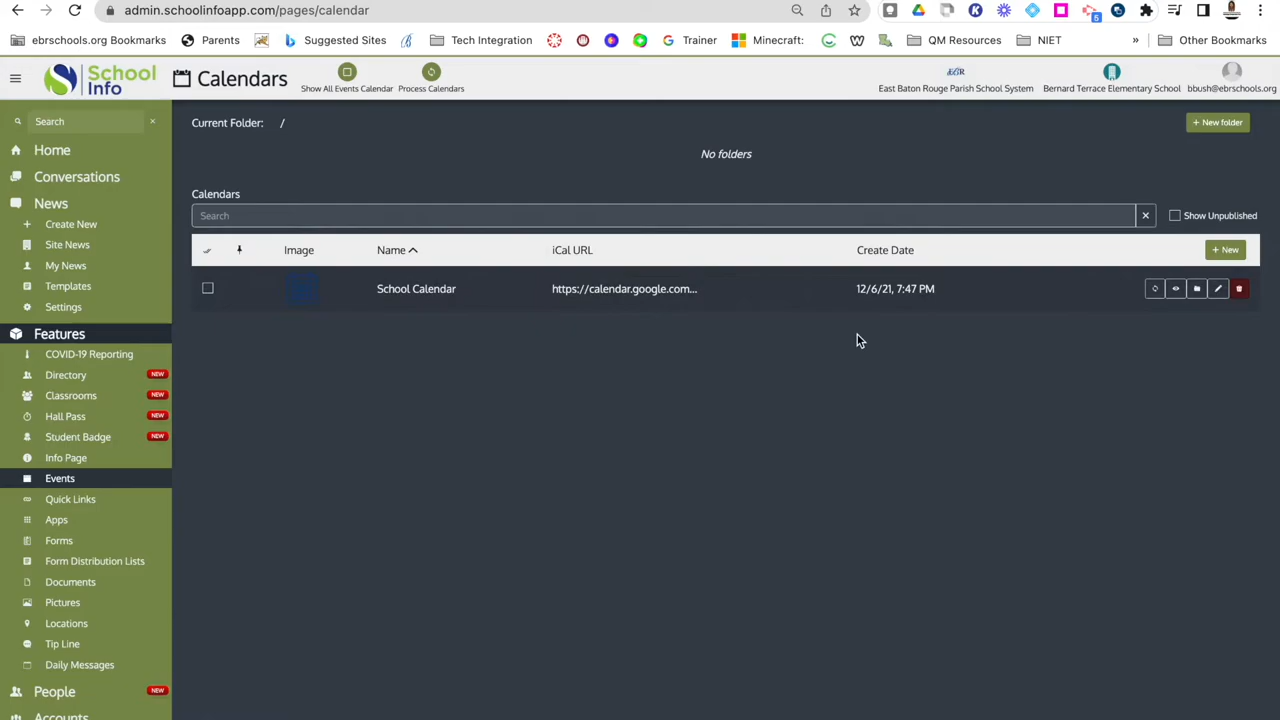 admin.schoolinfoapp.com/pages/calendar
5
ebrschools.org Bookmarks
Parents
Suggested Sites
Tech Integration
Trainer
Minecraft:
QM Resources
NIET
»
Other Bookmarks
School Info
Calendars
Show All Events Calendar
Process Calendars
EBR
East Baton Rouge Parish School System
Bernard Terrace Elementary School
bbush@ebrschools.org
Search
Home
Conversations
News
Create New
Site News
My News
Templates
Settings
Features
COVID-19 Reporting
Directory NEW
Classrooms NEW
Hall Pass NEW
Student Badge NEW
Info Page
Events
Quick Links
Apps
Forms
Form Distribution Lists
Documents
Pictures
Locations
Tip Line
Daily Messages
People NEW
Accounts
Current Folder: /
+ New folder
No folders
Calendars
Search
Show Unpublished
Image Name iCal URL Create Date + New
School Calendar https://calendar.google.com... 12/6/21, 7:47 PM